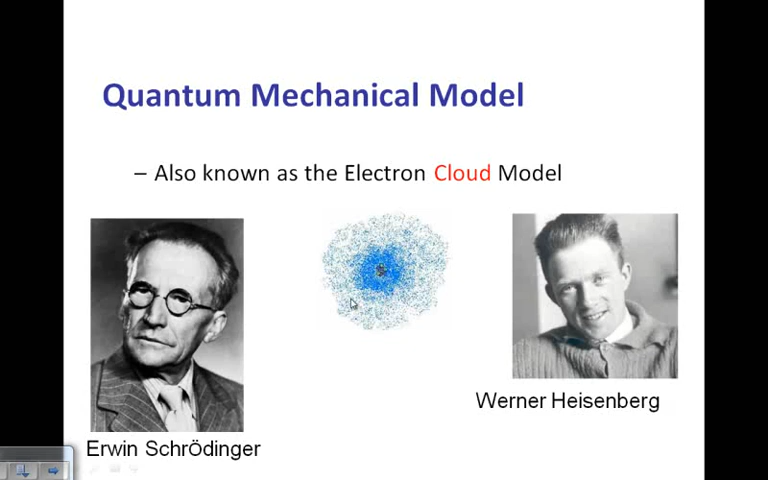 Quantum Mechanical Model
– Also known as the Electron Cloud Model
Werner Heisenberg
Erwin SchrÖdinger